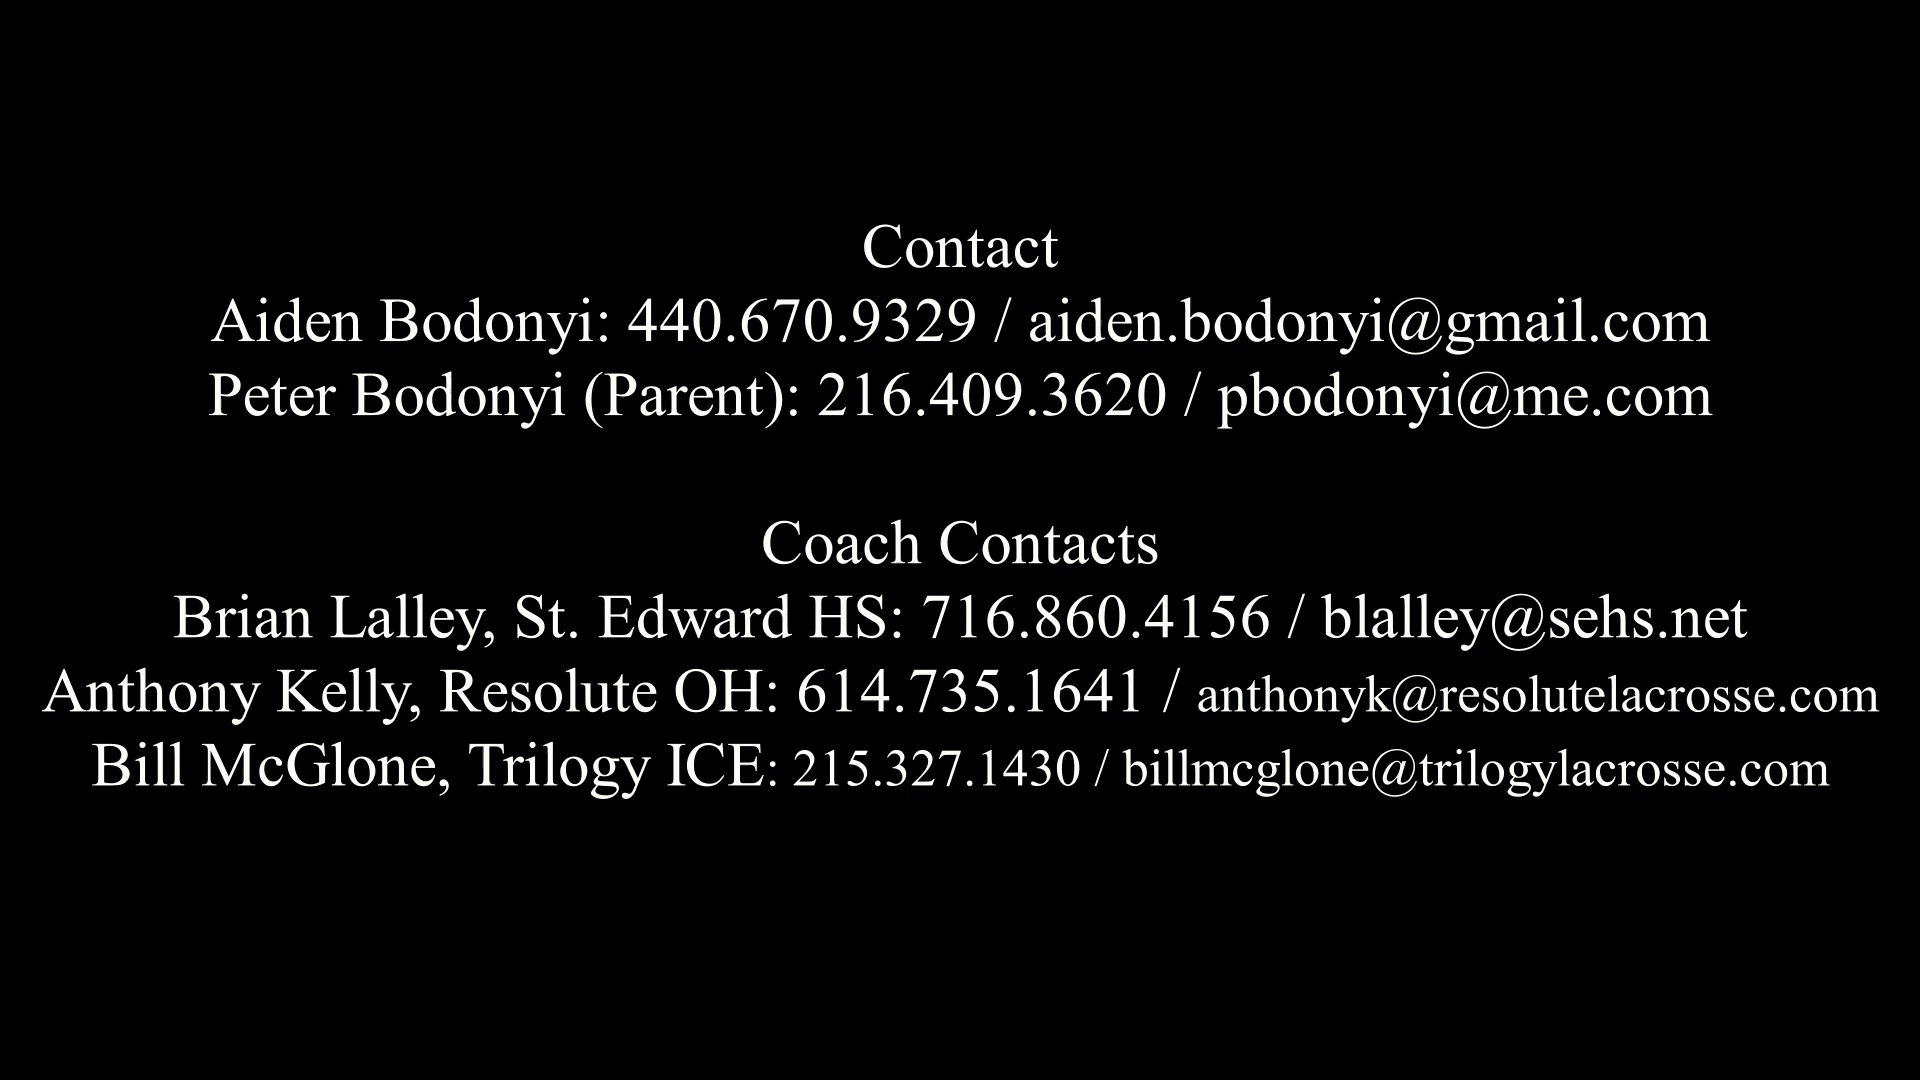 Contact
Aiden Bodonyi: 440.670.9329 / aiden.bodonyi@gmail.com
Peter Bodonyi (Parent): 216.409.3620 / pbodonyi@me.com
Coach Contacts
Brian Lalley, St. Edward HS: 716.860.4156 / blalley@sehs.net
Anthony Kelly, Resolute OH: 614.735.1641 / anthonyk@resolutelacrosse.com
Bill McGlone, Trilogy ICE: 215.327.1430 / billmcglone@trilogylacrosse.com